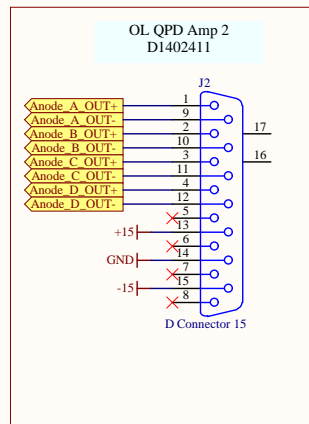 OL QPD Amp 2
D1402411
J2
Anode_A_OUT+ 1
Anode_A_OUT- 9
Anode_B_OUT+ 2 17
Anode_B_OUT- 10
Anode_C_OUT+ 3 16
Anode_C_OUT- 11
Anode_D_OUT+ 4
Anode_D_OUT- 12
5
+15 13
6
GND 14
7
-15 15
8
D Connector 15